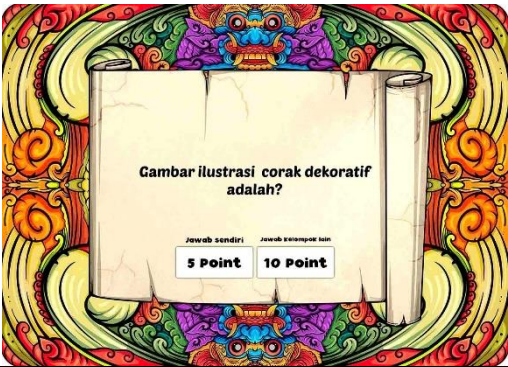 Gambar ilustrasi corak dekoratif
adalah?
Jawab sendiri
Jawab Kelompok lain
5 Point
10 Point